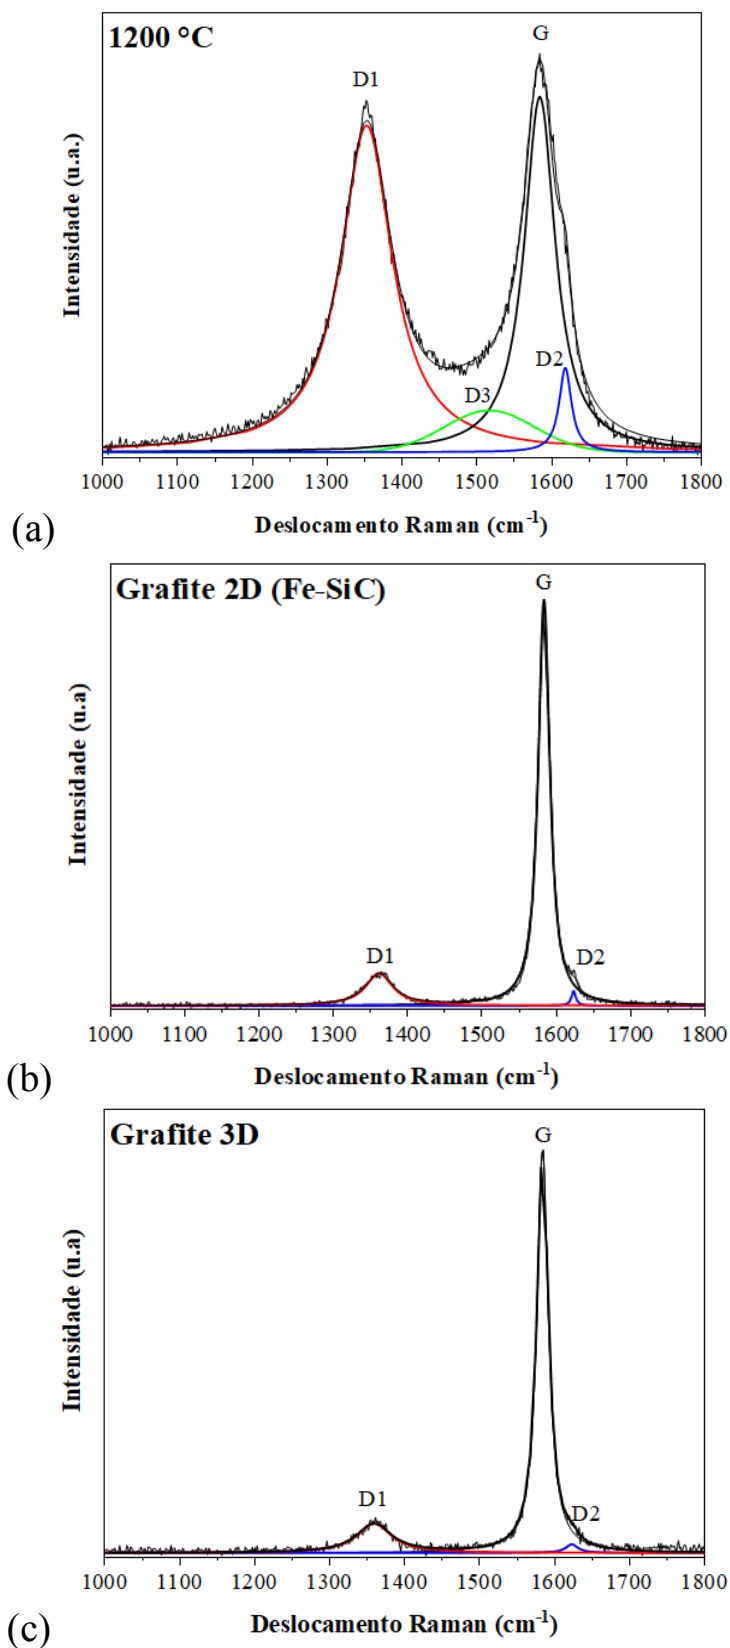 1200 °C
D1
G
D3
D2
Intensidade (u.a.)
1000 1100 1200 1300 1400 1500 1600 1700 1800
Deslocamento Raman (cm⁻¹)
(a)
Grafite 2D (Fe-SiC)
G
D1
D2
Intensidade (u.a)
1000 1100 1200 1300 1400 1500 1600 1700 1800
Deslocamento Raman (cm⁻¹)
(b)
Grafite 3D
G
D1
D2
Intensidade (u.a)
1000 1100 1200 1300 1400 1500 1600 1700 1800
Deslocamento Raman (cm⁻¹)
(c)